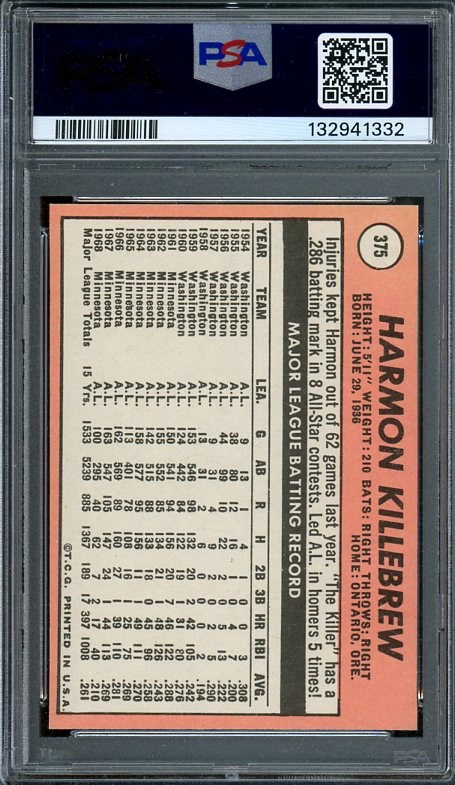 PSA
132941332
375
HARMON KILLEBREW
HEIGHT: 5'11" WEIGHT: 210 BATS: RIGHT THROWS: RIGHT
BORN: JUNE 29, 1936 HOME: ONTARIO, ORE.
Injuries kept Harmon out of 62 games last year. "The Killer" has a
.286 batting mark in 8 All-Star contests. Led A.L. in homers 5 times!
MAJOR LEAGUE BATTING RECORD
YEAR TEAM LEA. G AB R H 2B 3B HR RBI AVG.
1954 Washington A.L. 9 13 1 4 1 0 0 3 .308
1955 Washington A.L. 38 80 12 16 1 0 4 7 .200
1956 Washington A.L. 44 99 10 22 2 0 5 13 .222
1957 Washington A.L. 9 31 4 9 2 0 2 5 .290
1958 Washington A.L. 13 31 2 6 0 0 0 2 .194
1959 Washington A.L. 153 546 98 132 20 2 42 105 .242
1960 Washington A.L. 124 442 84 122 19 1 31 80 .276
1961 Minnesota A.L. 150 541 94 156 20 7 46 122 .288
1962 Minnesota A.L. 155 552 85 134 21 1 48 126 .243
1963 Minnesota A.L. 142 515 88 133 18 0 45 96 .258
1964 Minnesota A.L. 158 577 95 156 11 1 49 111 .270
1965 Minnesota A.L. 113 401 78 108 16 1 25 75 .269
1966 Minnesota A.L. 162 569 89 160 27 1 39 110 .281
1967 Minnesota A.L. 163 547 105 147 24 1 44 113 .269
1968 Minnesota A.L. 100 295 40 62 7 2 17 40 .210
Major League Totals 15 Yrs. 1533 5239 885 1367 189 17 397 1008 .261
©T.C.G. PRINTED IN U.S.A.
PSA